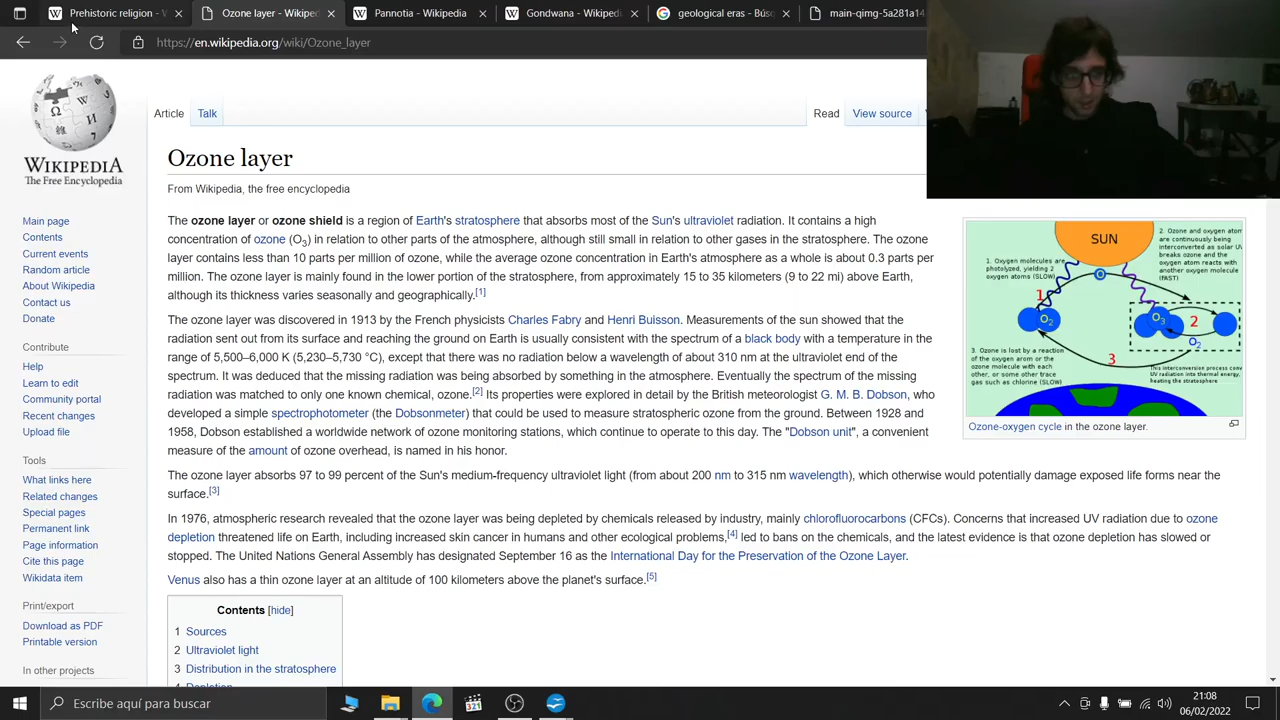 Prehistoric religion - W
Ozone layer - Wikipe
Pannotia - Wikipedia
Gondwana - Wikipedi
geological eras - Búsq
main-qimg-5a281a14
https://en.wikipedia.org/wiki/Ozone_layer
WIKIPEDIA
The Free Encyclopedia
Article Talk
Read View source
Main page
Contents
Current events
Random article
About Wikipedia
Contact us
Donate
Contribute
Help
Learn to edit
Community portal
Recent changes
Upload file
Tools
What links here
Related changes
Special pages
Permanent link
Page information
Cite this page
Wikidata item
Print/export
Download as PDF
Printable version
In other projects
Ozone layer
From Wikipedia, the free encyclopedia
The ozone layer or ozone shield is a region of Earth's stratosphere that absorbs most of the Sun's ultraviolet radiation. It contains a high
concentration of ozone (O3) in relation to other parts of the atmosphere, although still small in relation to other gases in the stratosphere. The ozone
layer contains less than 10 parts per million of ozone, while the average ozone concentration in Earth's atmosphere as a whole is about 0.3 parts per
million. The ozone layer is mainly found in the lower portion of the stratosphere, from approximately 15 to 35 kilometers (9 to 22 mi) above Earth,
although its thickness varies seasonally and geographically.[1]
The ozone layer was discovered in 1913 by the French physicists Charles Fabry and Henri Buisson. Measurements of the sun showed that the
radiation sent out from its surface and reaching the ground on Earth is usually consistent with the spectrum of a black body with a temperature in the
range of 5,500–6,000 K (5,230–5,730 °C), except that there was no radiation below a wavelength of about 310 nm at the ultraviolet end of the
spectrum. It was deduced that the missing radiation was being absorbed by something in the atmosphere. Eventually the spectrum of the missing
radiation was matched to only one known chemical, ozone.[2] Its properties were explored in detail by the British meteorologist G. M. B. Dobson, who
developed a simple spectrophotometer (the Dobsonmeter) that could be used to measure stratospheric ozone from the ground. Between 1928 and
1958, Dobson established a worldwide network of ozone monitoring stations, which continue to operate to this day. The "Dobson unit", a convenient
measure of the amount of ozone overhead, is named in his honor.
The ozone layer absorbs 97 to 99 percent of the Sun's medium-frequency ultraviolet light (from about 200 nm to 315 nm wavelength), which otherwise would potentially damage exposed life forms near the
surface.[3]
In 1976, atmospheric research revealed that the ozone layer was being depleted by chemicals released by industry, mainly chlorofluorocarbons (CFCs). Concerns that increased UV radiation due to ozone
depletion threatened life on Earth, including increased skin cancer in humans and other ecological problems,[4] led to bans on the chemicals, and the latest evidence is that ozone depletion has slowed or
stopped. The United Nations General Assembly has designated September 16 as the International Day for the Preservation of the Ozone Layer.
Venus also has a thin ozone layer at an altitude of 100 kilometers above the planet's surface.[5]
Contents [hide]
1 Sources
2 Ultraviolet light
3 Distribution in the stratosphere
4 Depletion
SUN
1. Oxygen molecules are
photolyzed, yielding 2
oxygen atoms (SLOW)
2. Ozone and oxygen atom
are continuously being
interconverted as solar UV
breaks ozone and the
oxygen atom reacts with
another oxygen molecule
(FAST)
1
O2
O3
2
O2
3
3. Ozone is lost by a reaction
of the oxygen atom or the
ozone molecule with each
other, or some other trace
gas such as chlorine (SLOW)
This interconversion process conv
UV radiation into thermal energy,
heating the stratosphere
Ozone-oxygen cycle in the ozone layer.
Escribe aquí para buscar
321
21:08
06/02/2022